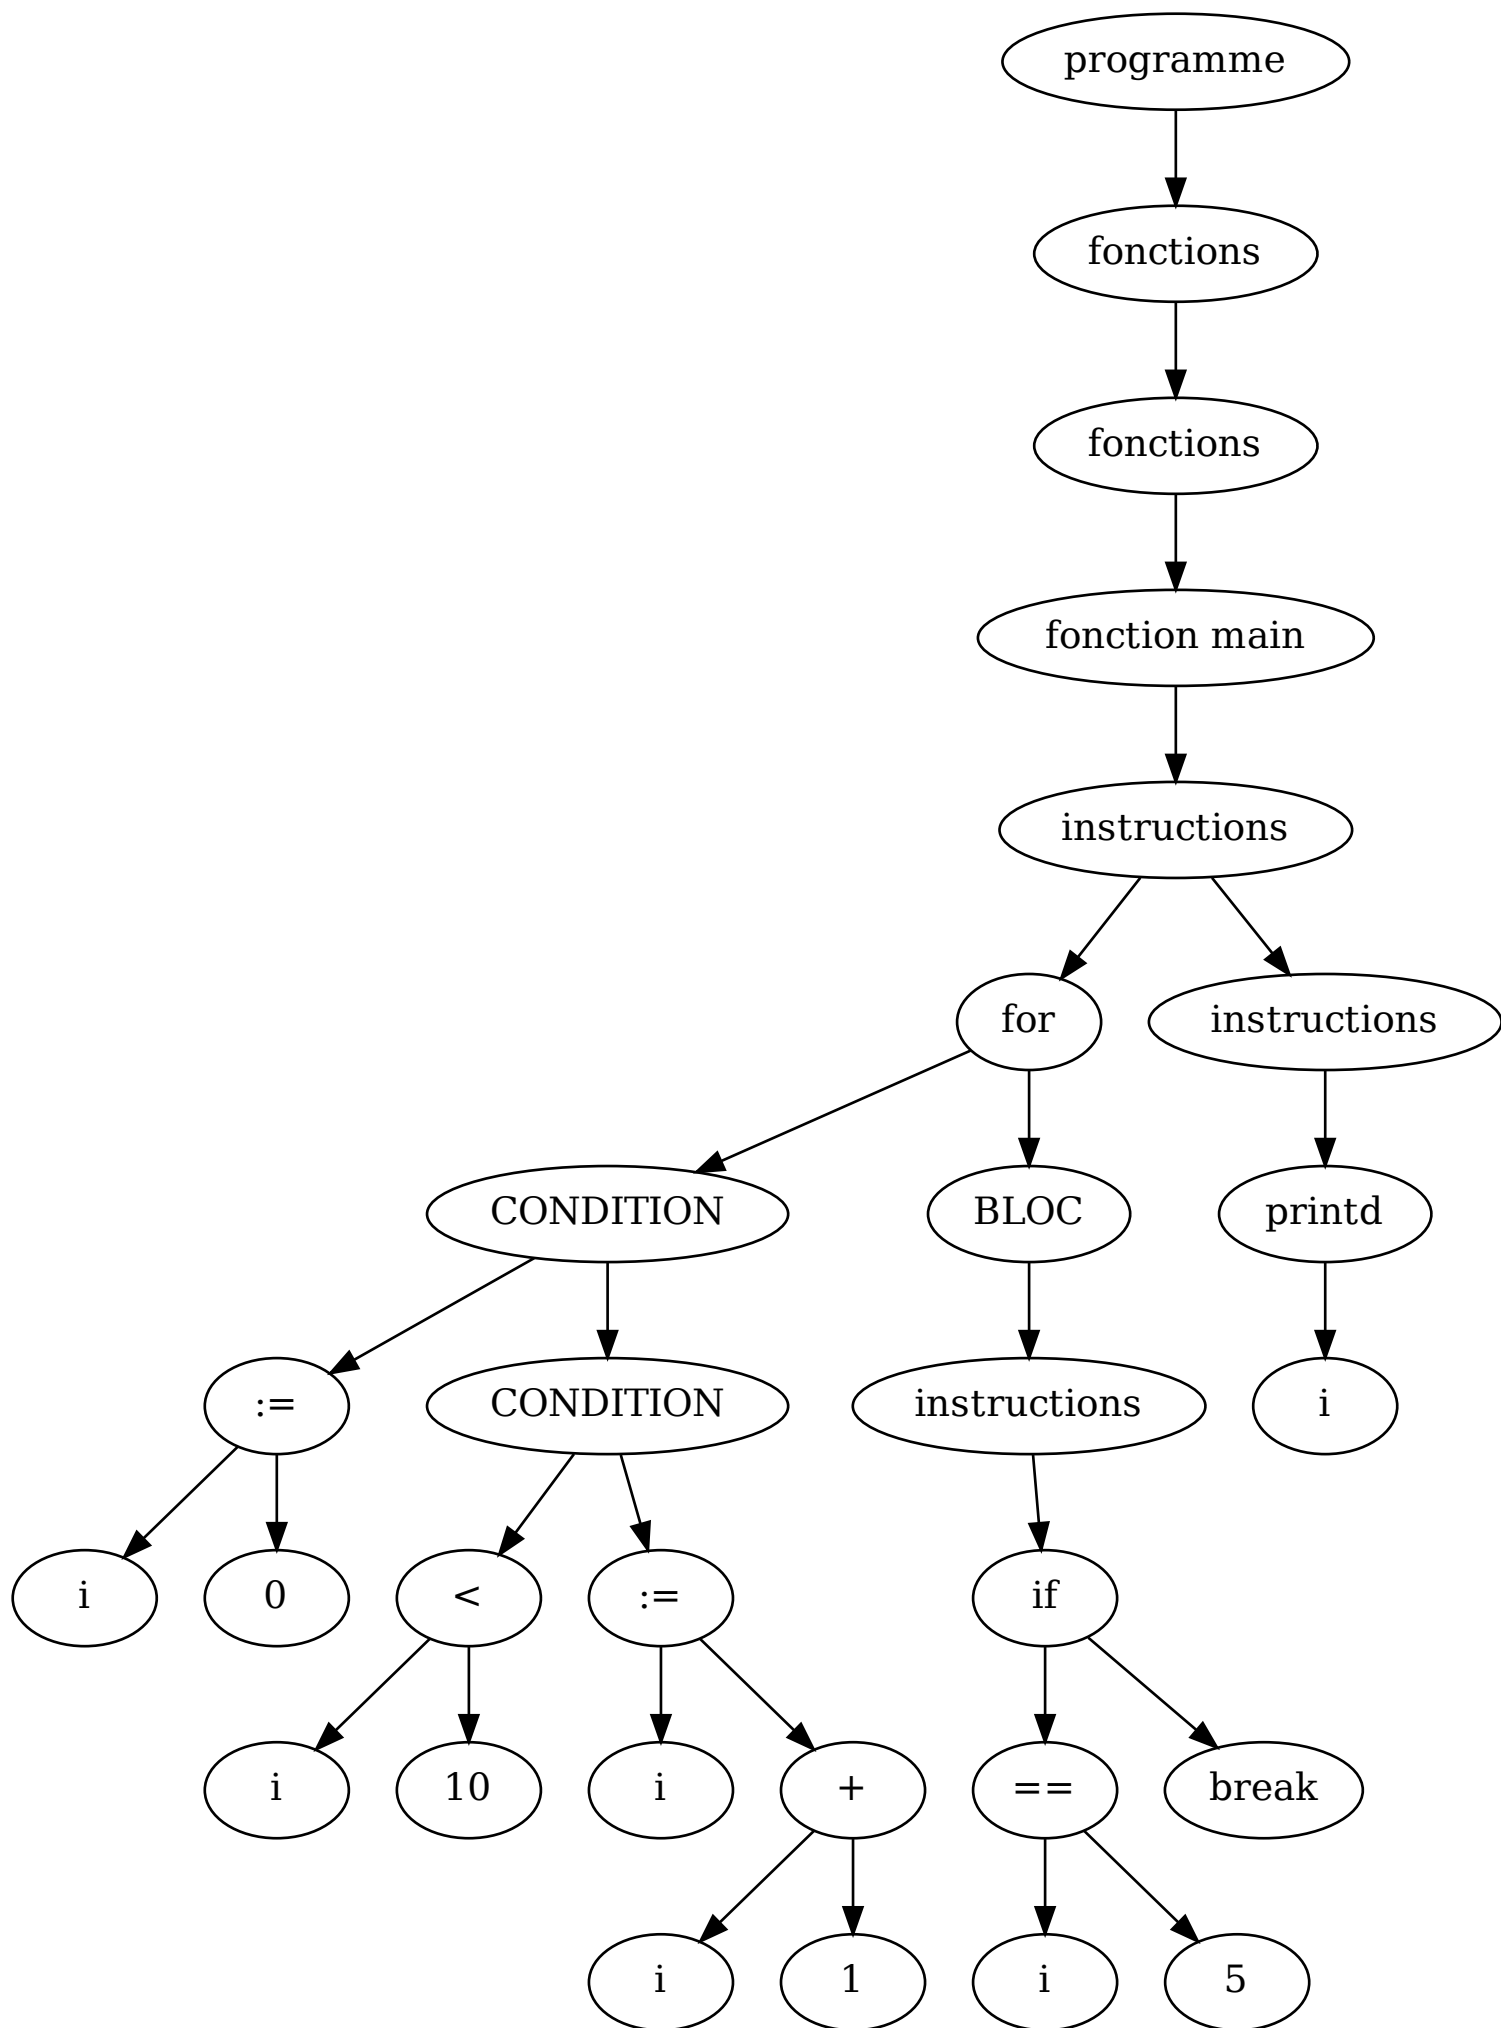 programme
fonctions
fonctions
fonction main
instructions
for
instructions
CONDITION
BLOC
printd
:=
CONDITION
instructions
i
i
0
<
:=
if
i
10
i
+
==
break
i
1
i
5